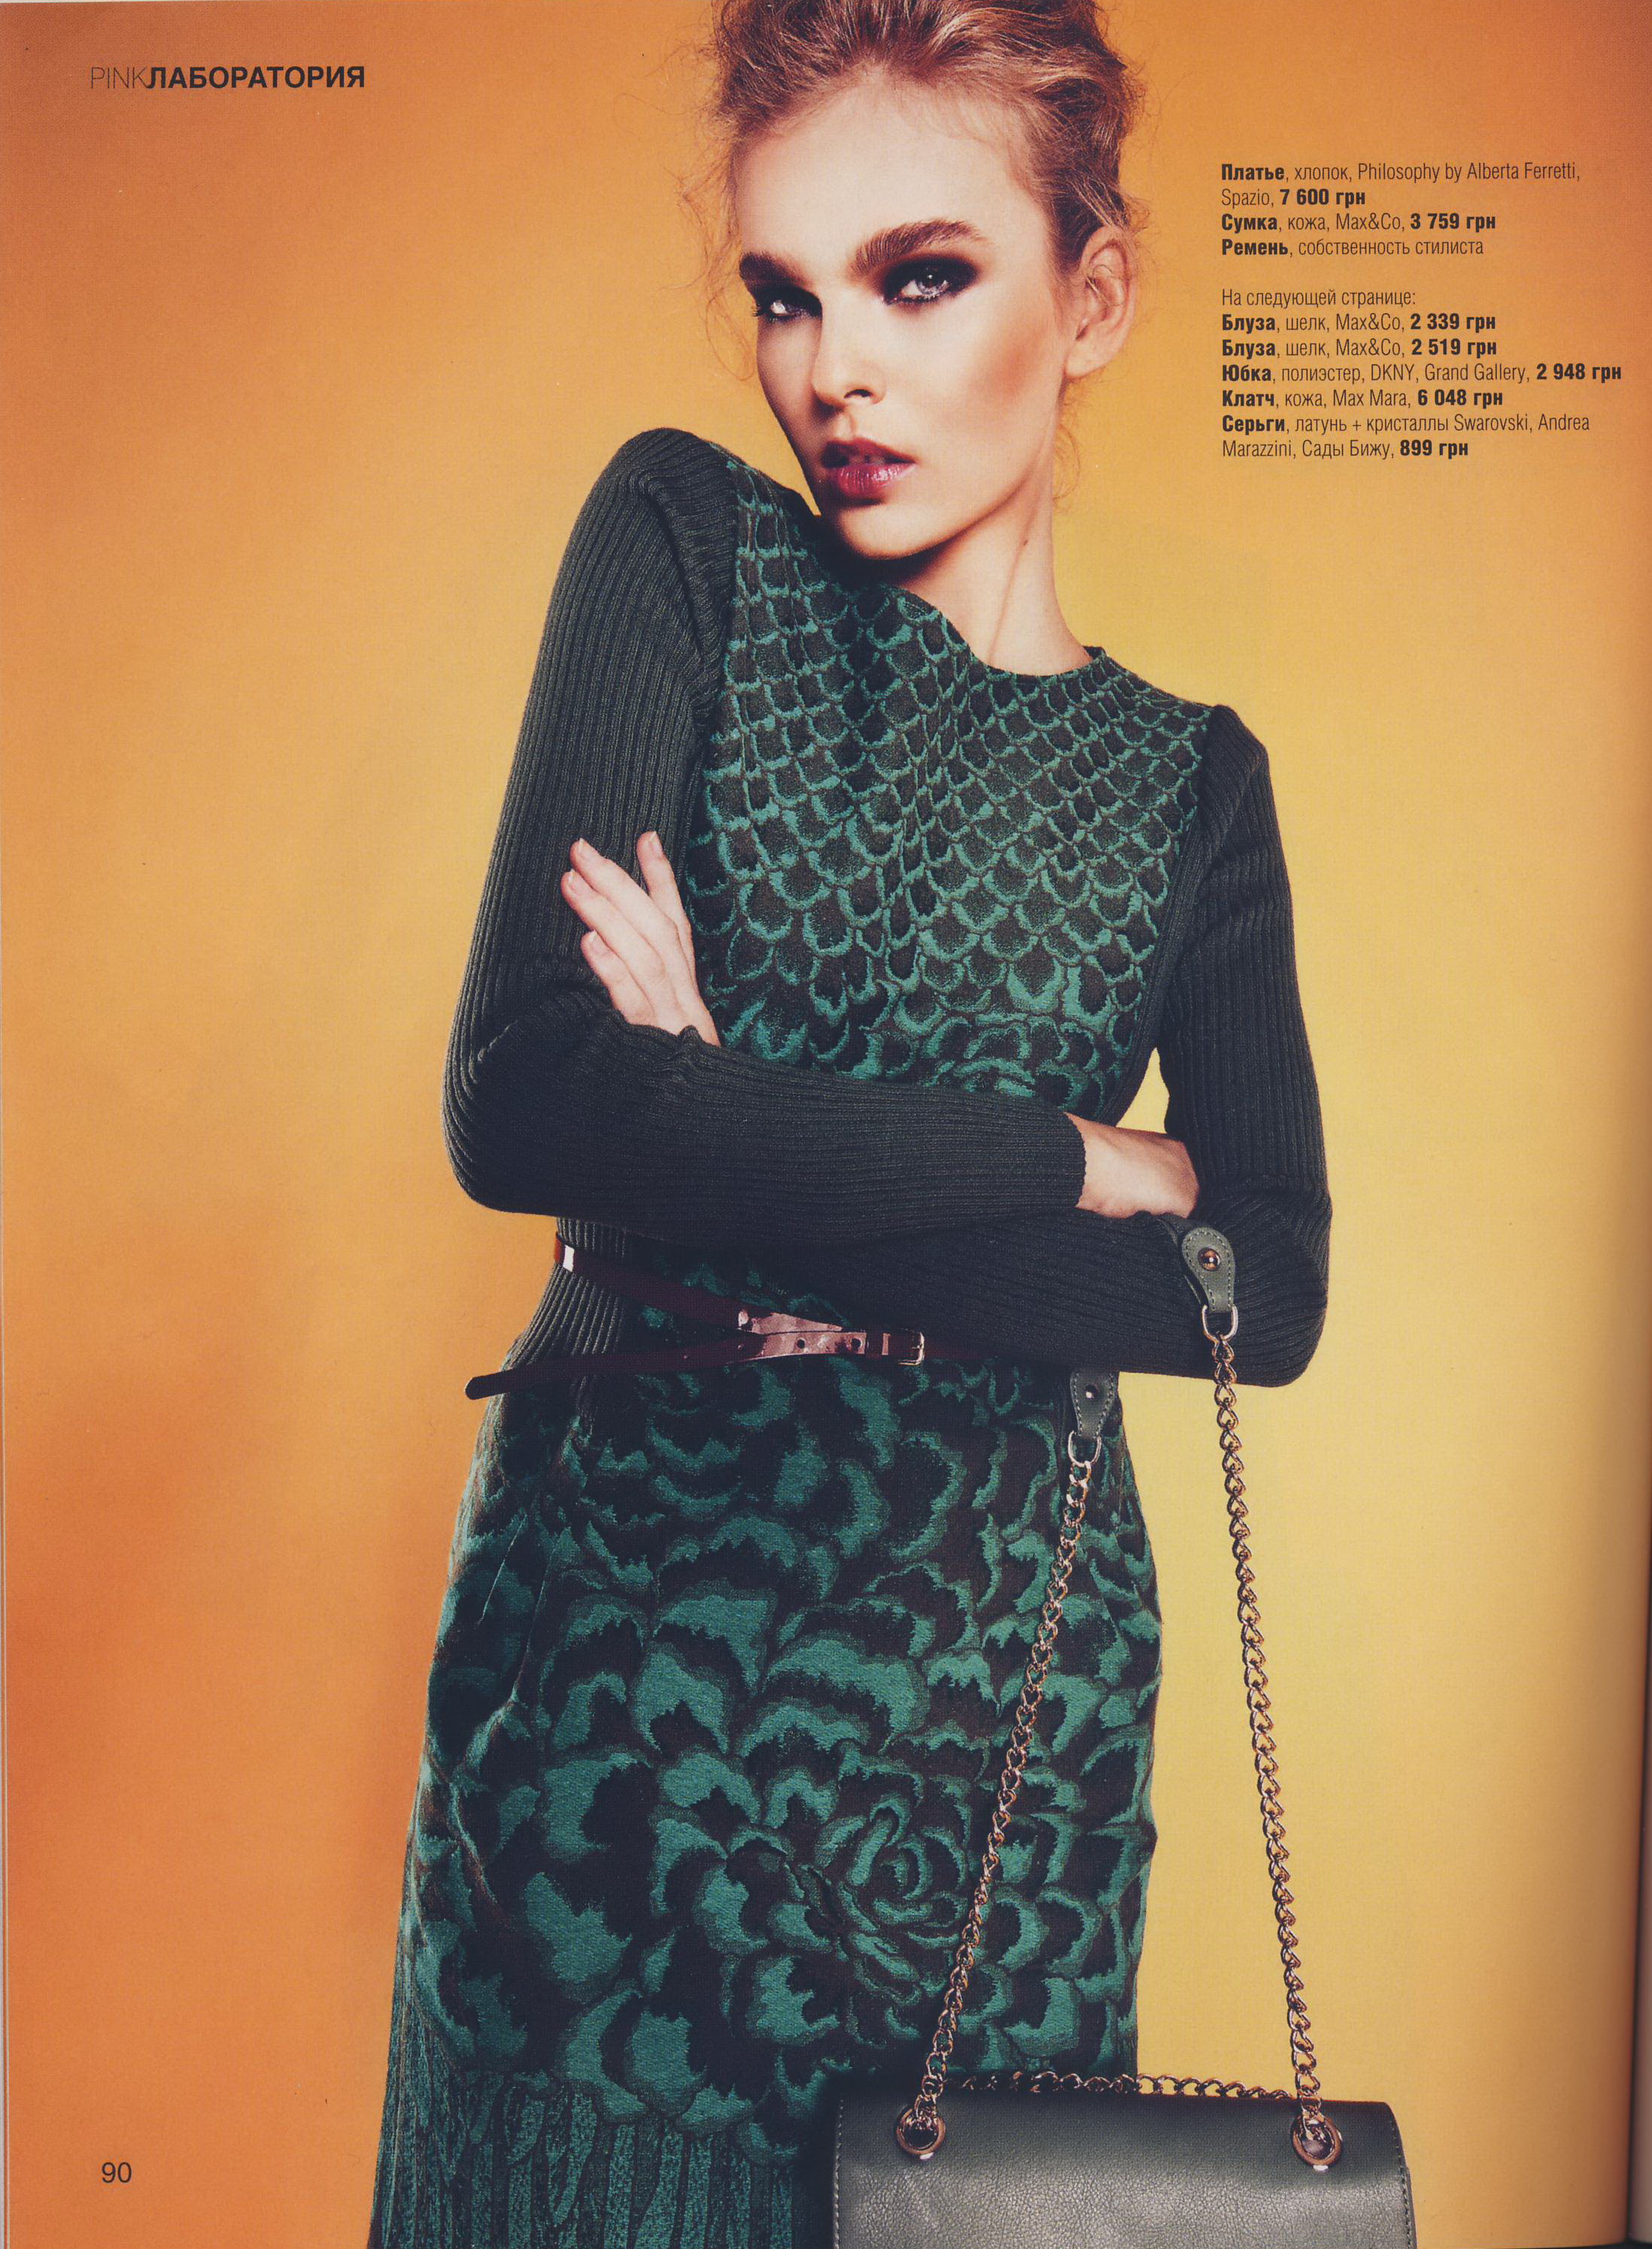 PINKЛАБОРАТОРИЯ
Платье, хлопок, Philosophy by Alberta Ferretti,
Spazio, 7 600 грн
Сумка, кожа, Max&Co, 3 759 грн
Ремень, собственность стилиста
На следующей странице:
Блуза, шелк, Max&Co, 2 339 грн
Блуза, шелк, Max&Co, 2 519 грн
Юбка, полиэстер, DKNY, Grand Gallery, 2 948 грн
Клатч, кожа, Max Mara, 6 048 грн
Серьги, латунь + кристаллы Swarovski, Andrea
Marazzini, Сады Бижу, 899 грн
90